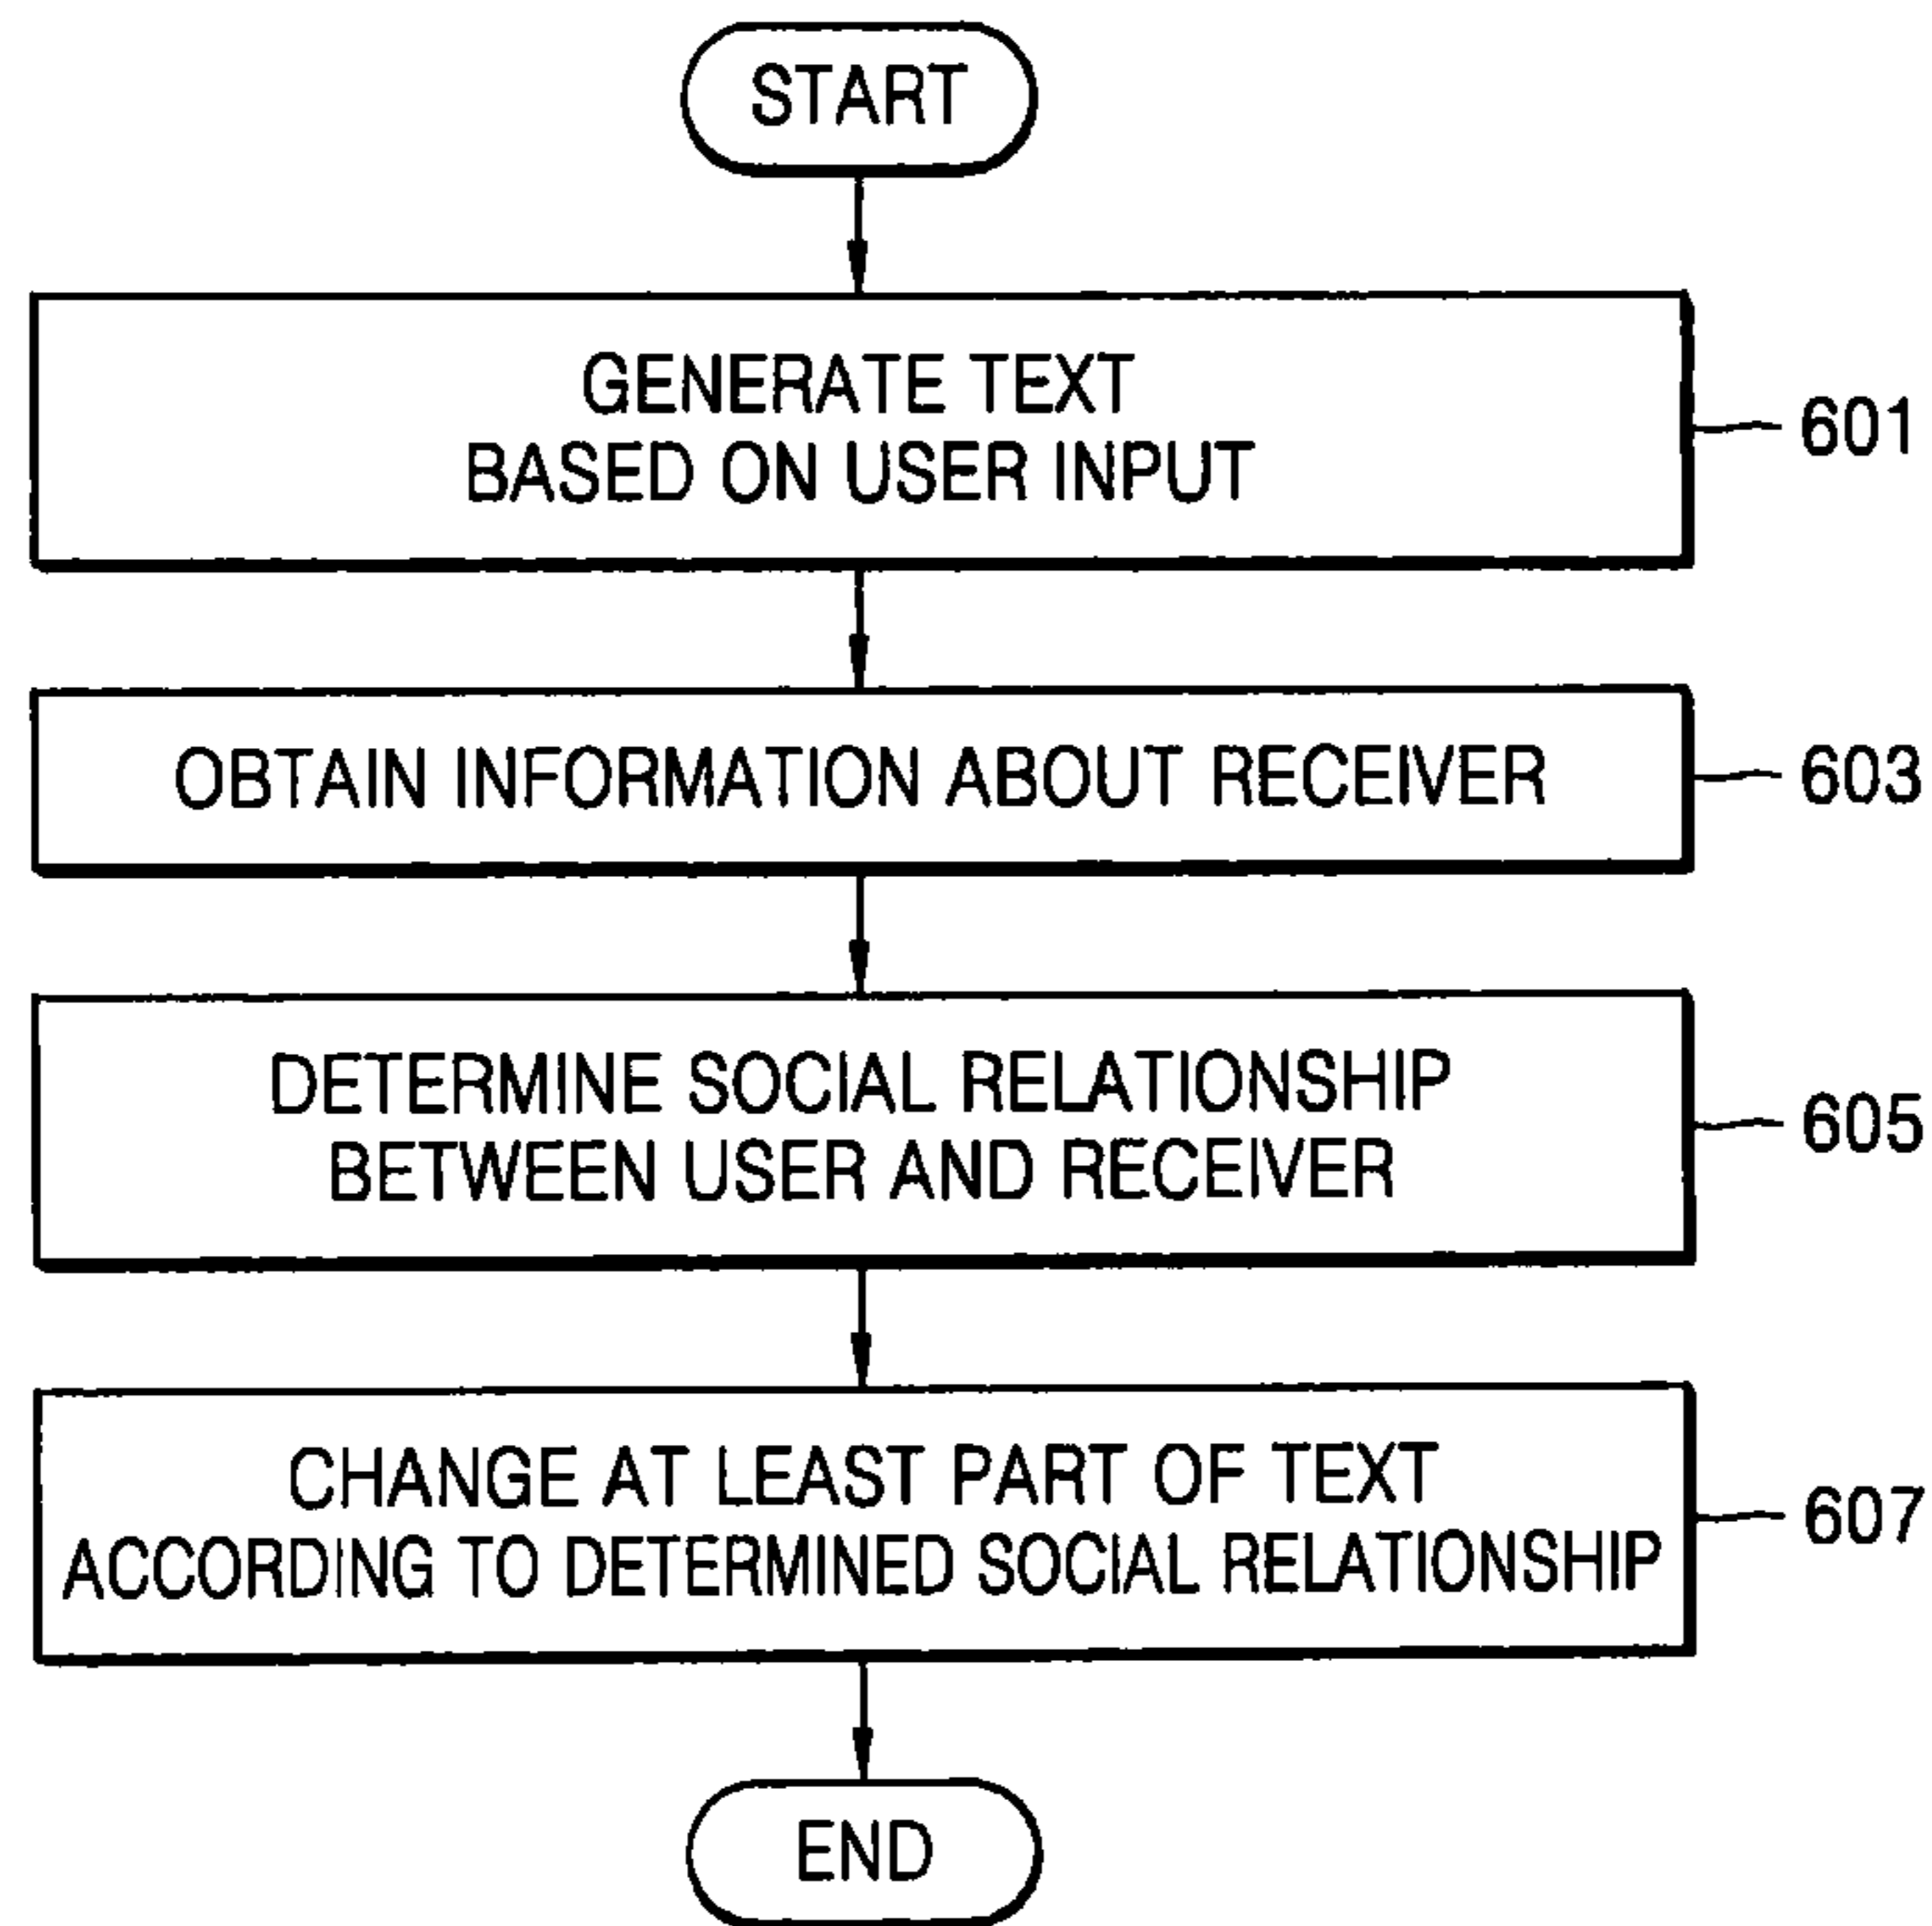 START
GENERATE TEXT
BASED ON USER INPUT
601
OBTAIN INFORMATION ABOUT RECEIVER
603
DETERMINE SOCIAL RELATIONSHIP
BETWEEN USER AND RECEIVER
605
CHANGE AT LEAST PART OF TEXT
ACCORDING TO DETERMINED SOCIAL RELATIONSHIP
607
END